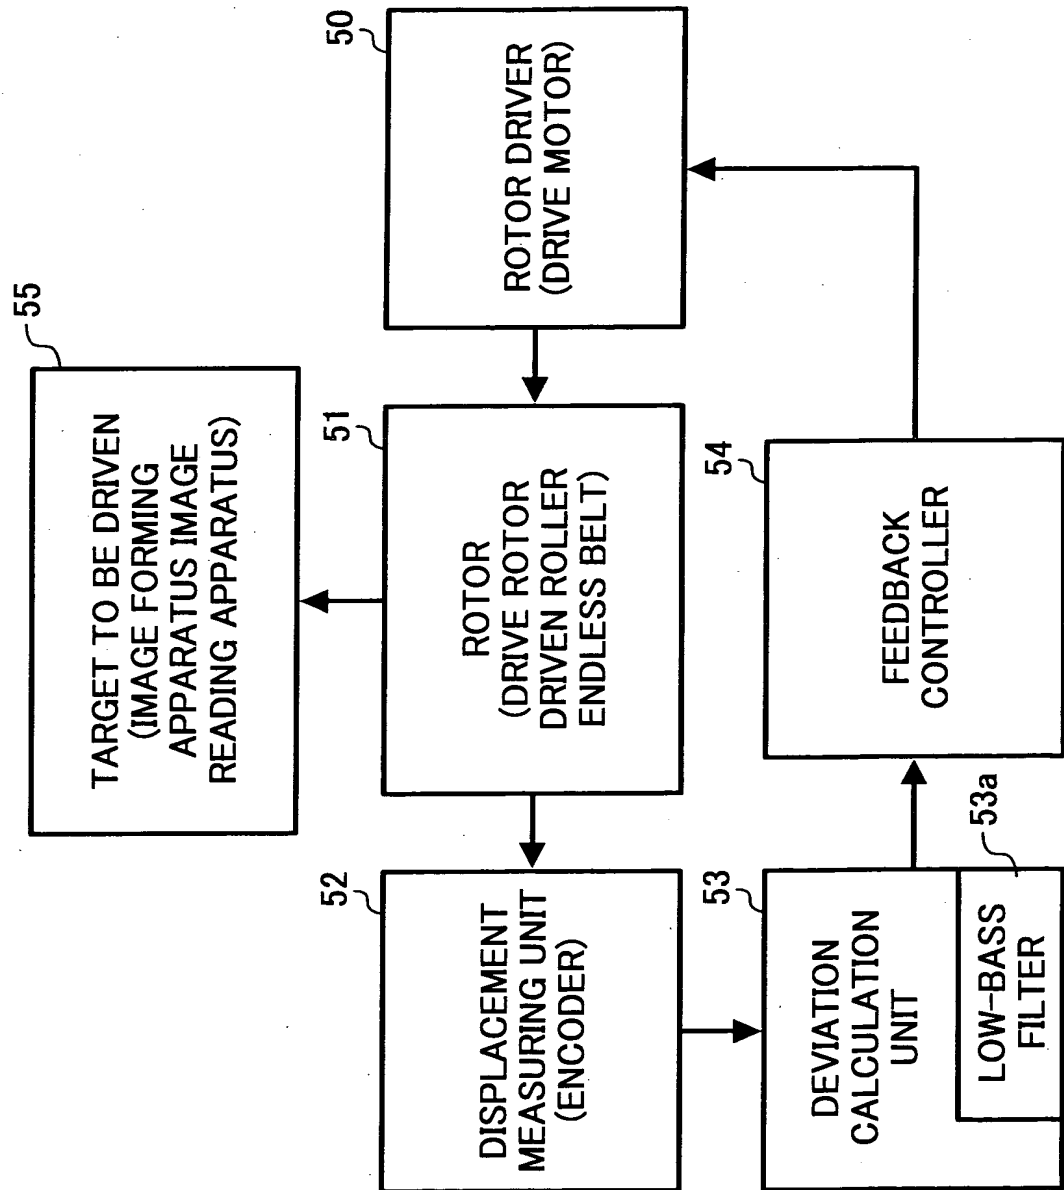 55
TARGET TO BE DRIVEN
(IMAGE FORMING
APPARATUS IMAGE
READING APPARATUS)
52
DISPLACEMENT
MEASURING UNIT
(ENCODER)
51
ROTOR
(DRIVE ROTOR
DRIVEN ROLLER
ENDLESS BELT)
50
ROTOR DRIVER
(DRIVE MOTOR)
53
DEVIATION
CALCULATION
UNIT
53a
LOW-BASS
FILTER
54
FEEDBACK
CONTROLLER